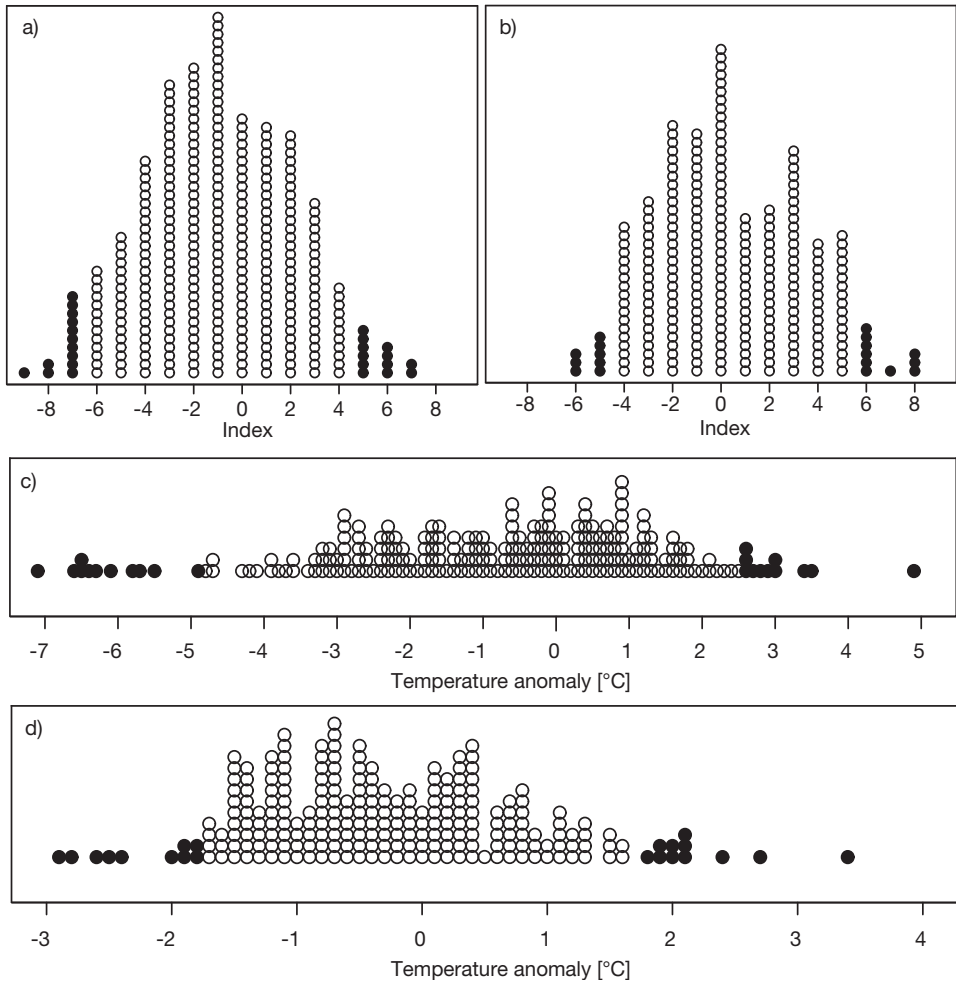 a)
-8 -6 -4 -2 0 2 4 6 8
Index
b)
-8 -6 -4 -2 0 2 4 6 8
Index
c)
-7 -6 -5 -4 -3 -2 -1 0 1 2 3 4 5
Temperature anomaly [°C]
d)
-3 -2 -1 0 1 2 3 4
Temperature anomaly [°C]